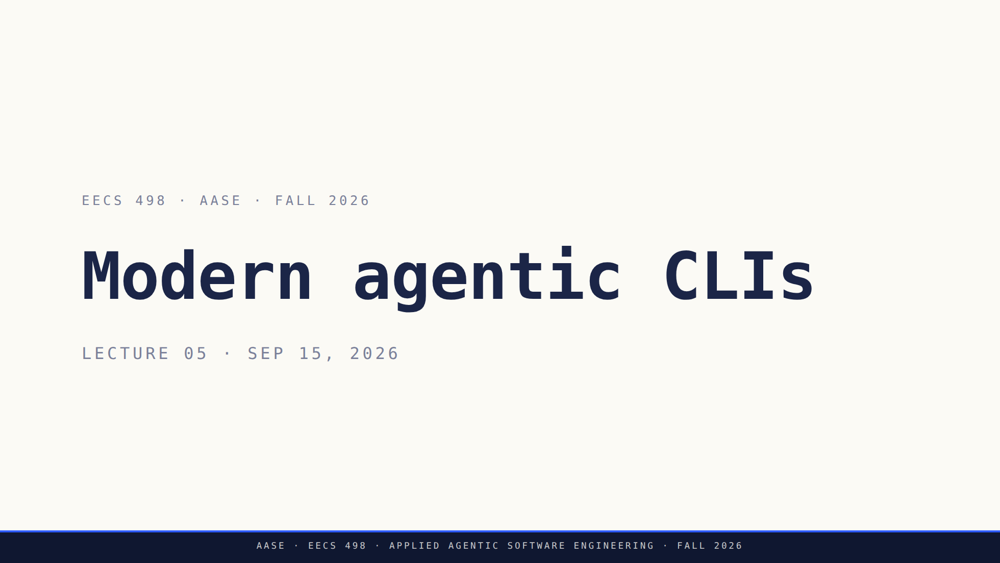 EECS 498 · AASE · FALL 2026
Modern agentic CLIs
LECTURE 05 · SEP 15, 2026
AASE · EECS 498 · APPLIED AGENTIC SOFTWARE ENGINEERING · FALL 2026